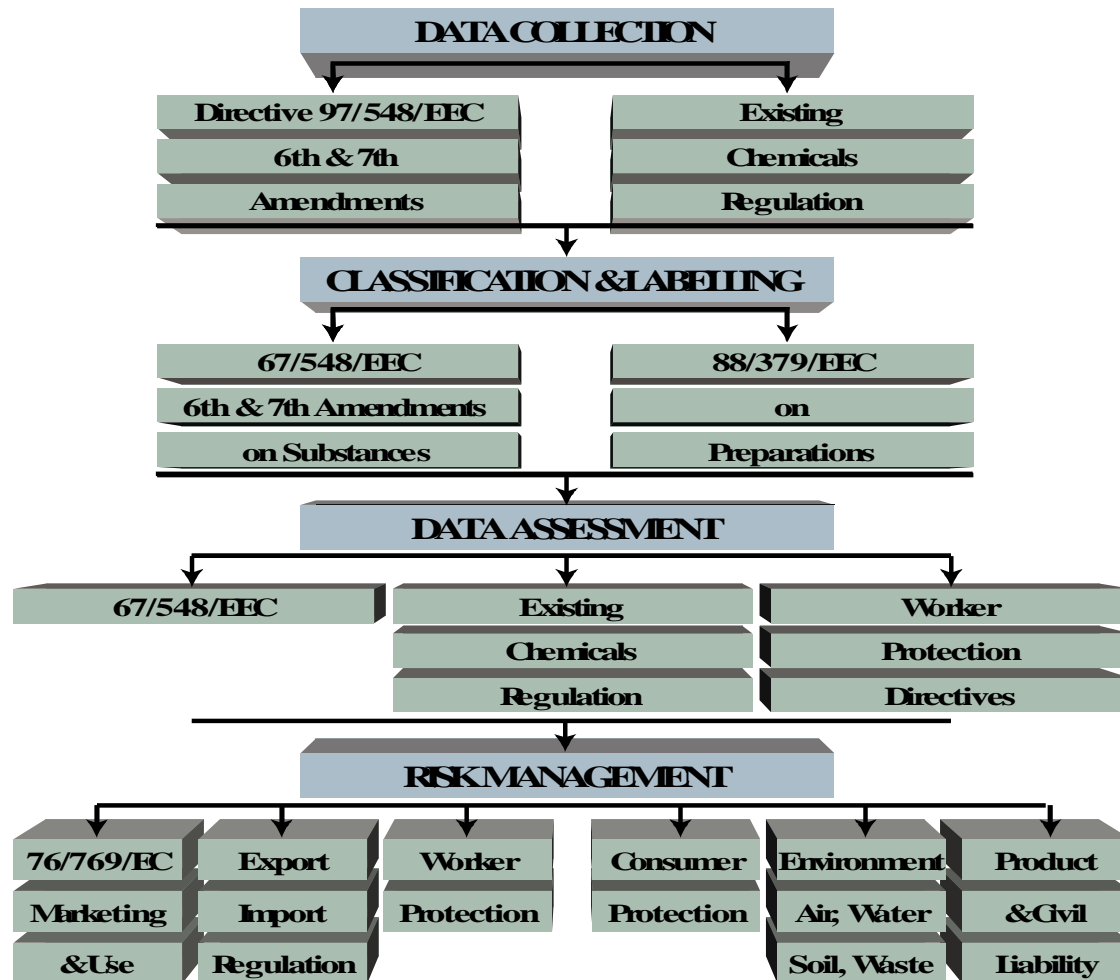 DATA COLLECTION
Directive 97/548/EEC
6th & 7th
Amendments
Existing
Chemicals
Regulation
CLASSIFICATION & LABELLING
67/548/EEC
6th & 7th Amendments
on Substances
88/379/EEC
on
Preparations
DATA ASSESSMENT
67/548/EEC
Existing
Chemicals
Regulation
Worker
Protection
Directives
RISK MANAGEMENT
76/769/EC
Marketing
& Use
Export
Import
Regulation
Worker
Protection
Consumer
Protection
Environment
Air, Water
Soil, Waste
Product
& Civil
Liability